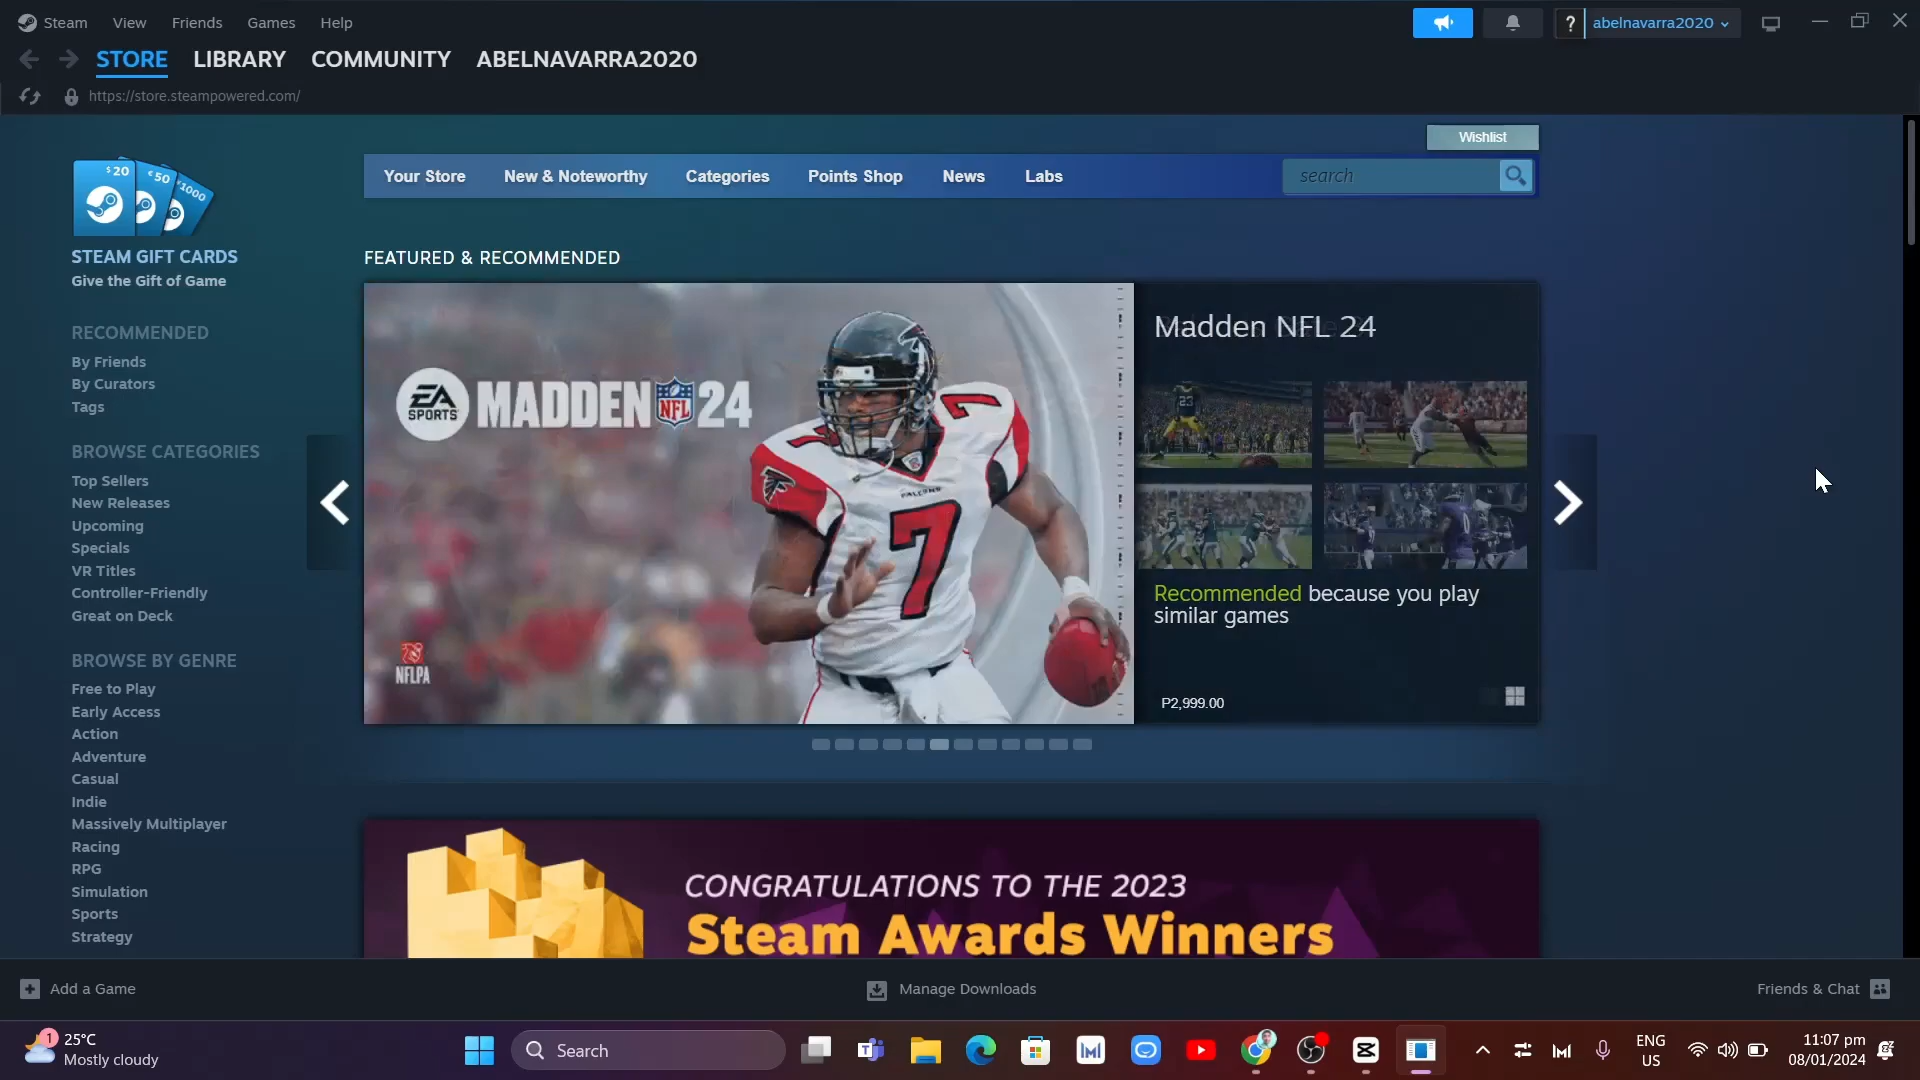 Steam View Friends Games Help
? abelnavarra2020
STORE LIBRARY COMMUNITY ABELNAVARRA2020
https://store.steampowered.com/
Wishlist
$20 €50 1000
STEAM GIFT CARDS
Give the Gift of Game
Your Store New & Noteworthy Categories Points Shop News Labs search
FEATURED & RECOMMENDED
RECOMMENDED
By Friends
By Curators
Tags
BROWSE CATEGORIES
Top Sellers
New Releases
Upcoming
Specials
VR Titles
Controller-Friendly
Great on Deck
BROWSE BY GENRE
Free to Play
Early Access
Action
Adventure
Casual
Indie
Massively Multiplayer
Racing
RPG
Simulation
Sports
Strategy
EA SPORTS MADDEN NFL 24
7 7
FALCONS
7
NFLPA
Madden NFL 24
23
Recommended because you play
similar games
P2,999.00
CONGRATULATIONS TO THE 2023
Steam Awards Winners
Add a Game Manage Downloads Friends & Chat
1 25°C
Mostly cloudy
Search
ENG
US
11:07 pm
08/01/2024